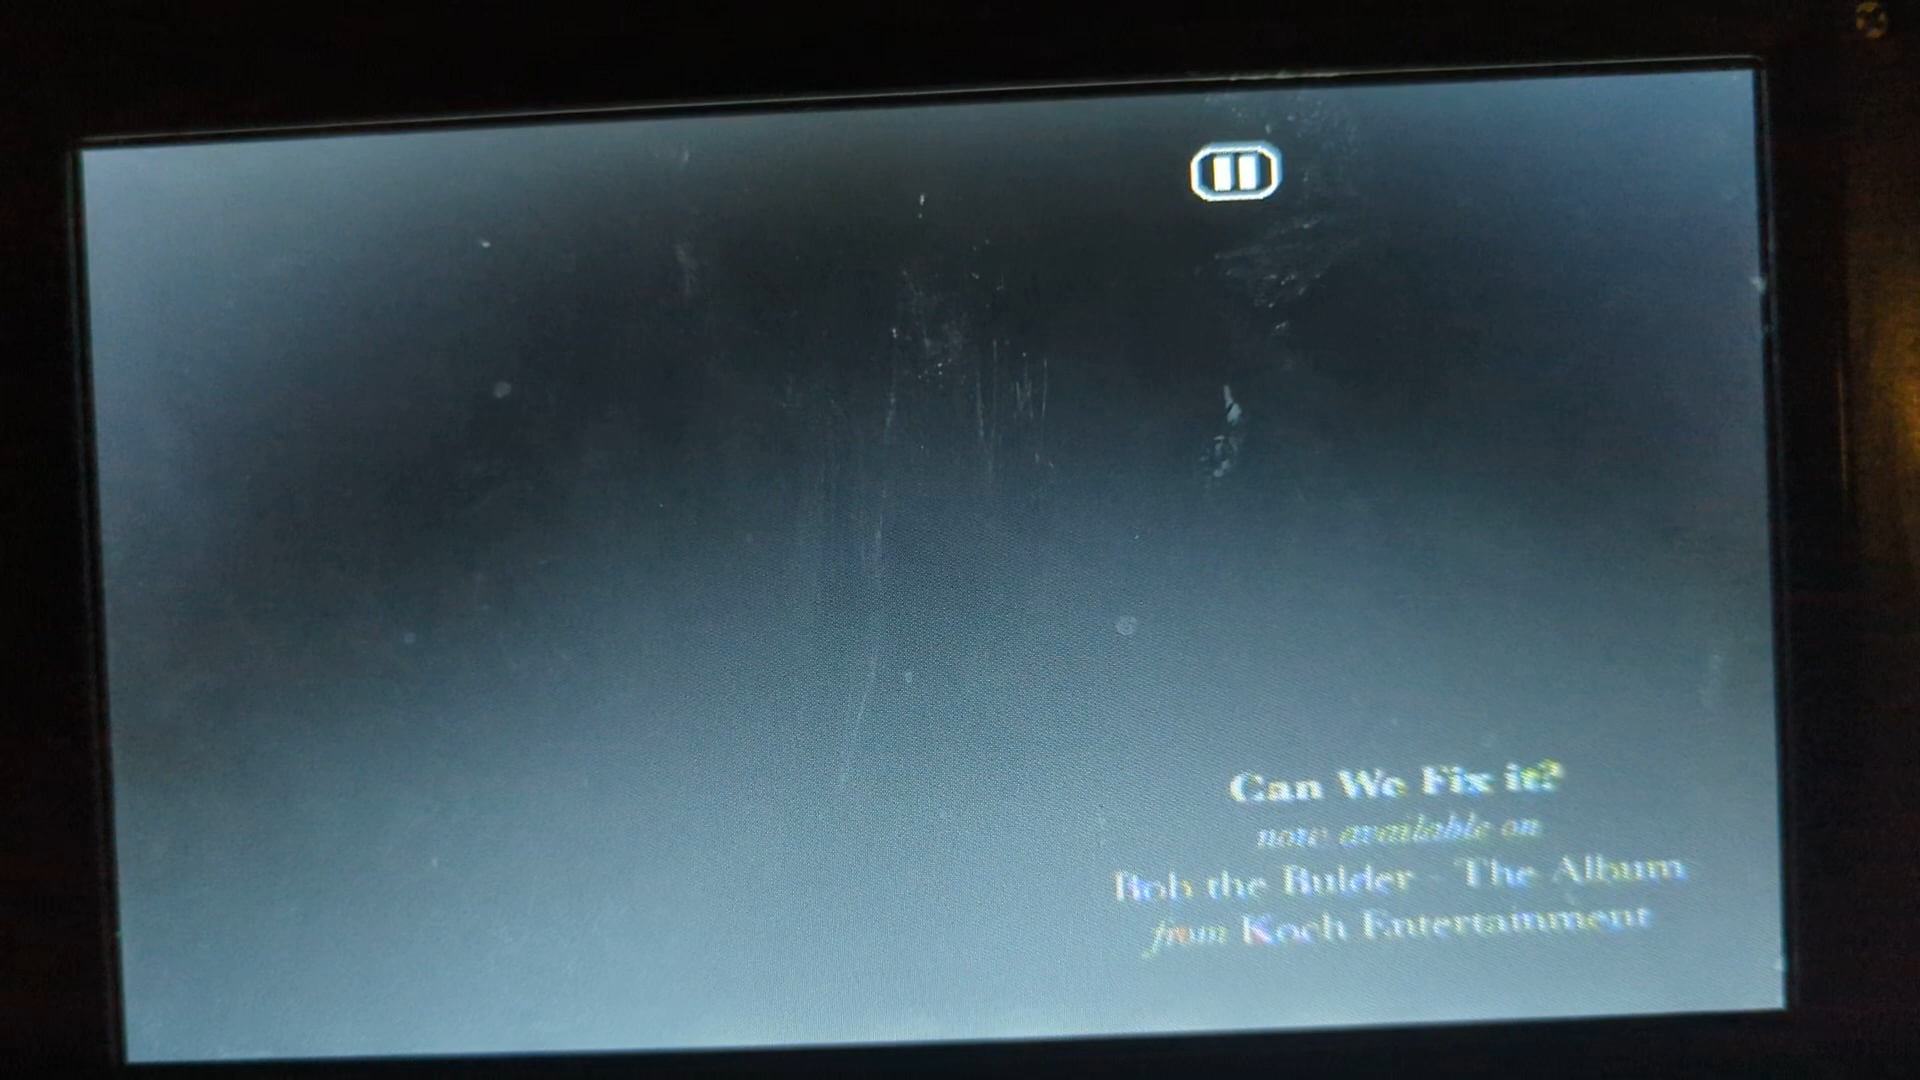 Can We Fix it?
now available on
Bob the Bulder - The Album
from Koch Entertainment